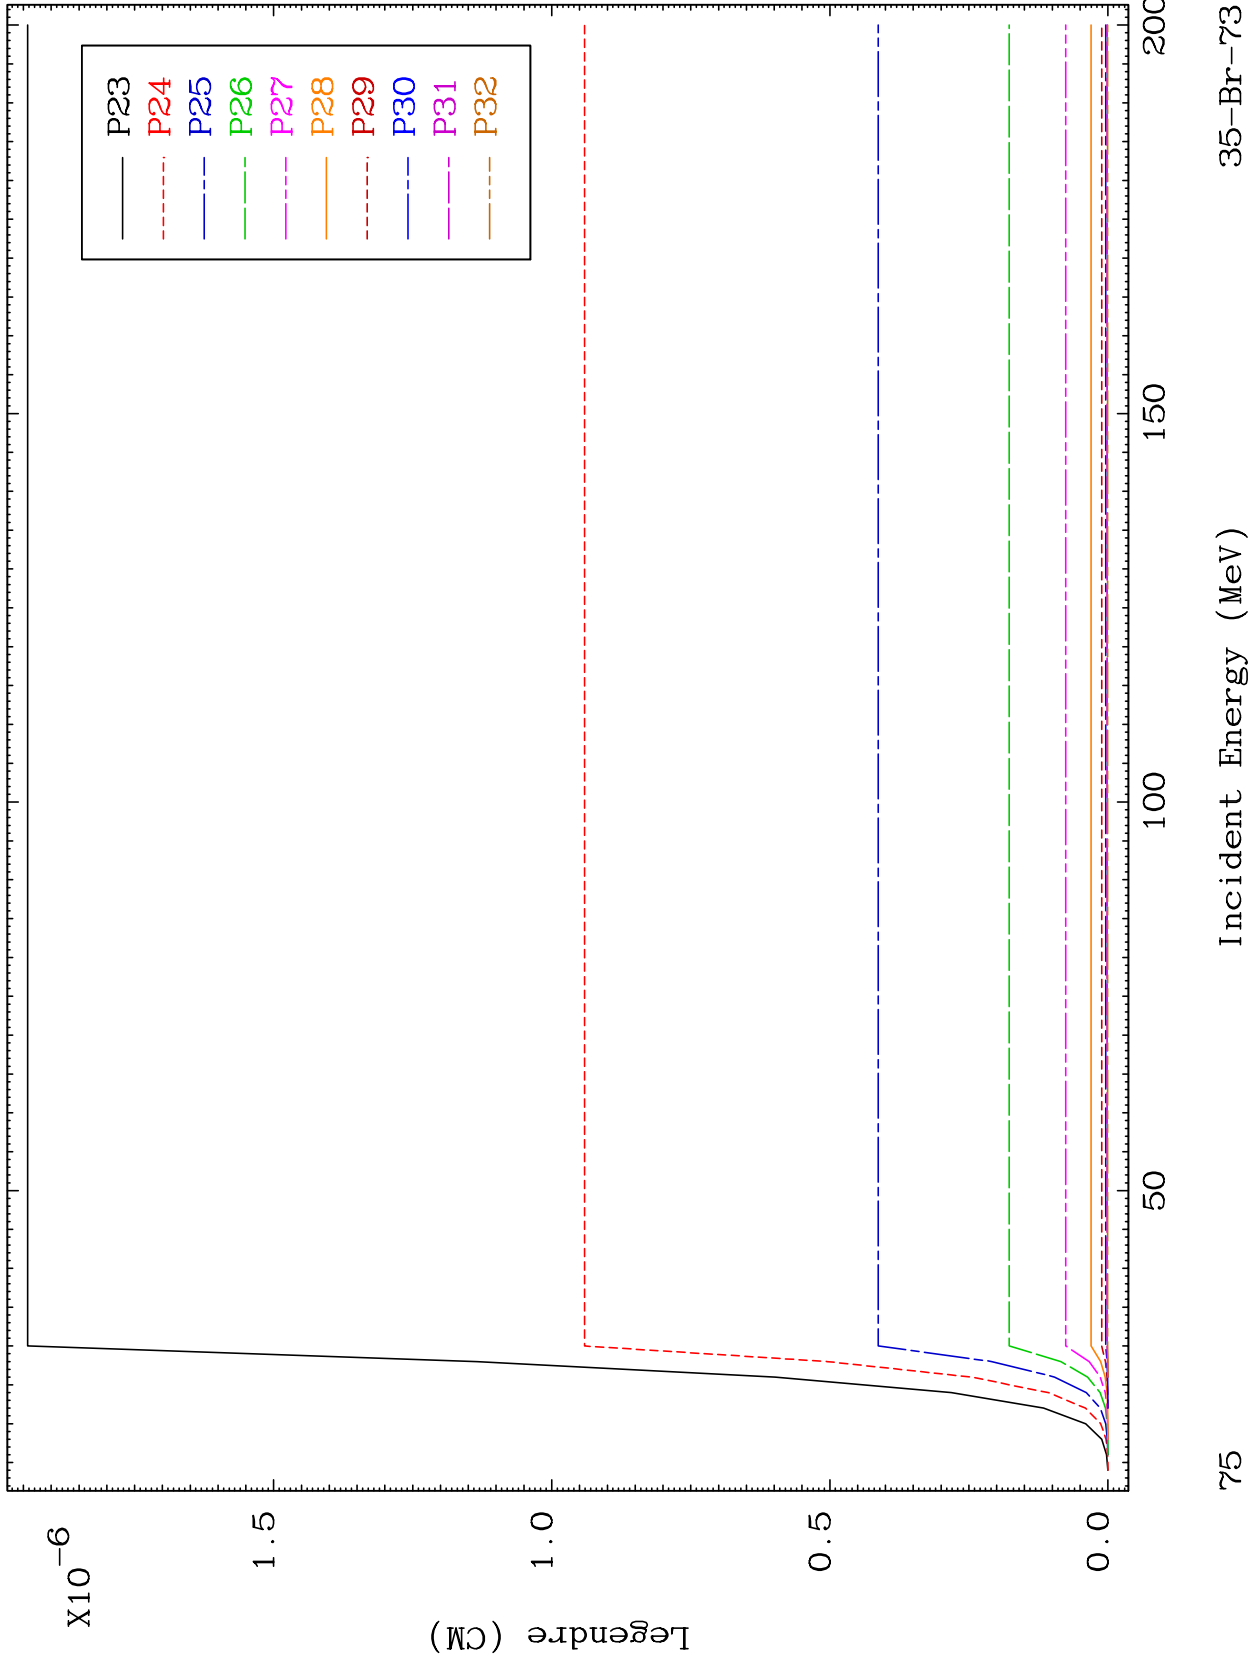 X10-6
1.5
1.0
0.5
0.0
Legendre (CM)
P23
P24
P25
P26
P27
P28
P29
P30
P31
P32
50
100
150
200
Incident Energy (MeV)
75
35-Br-73